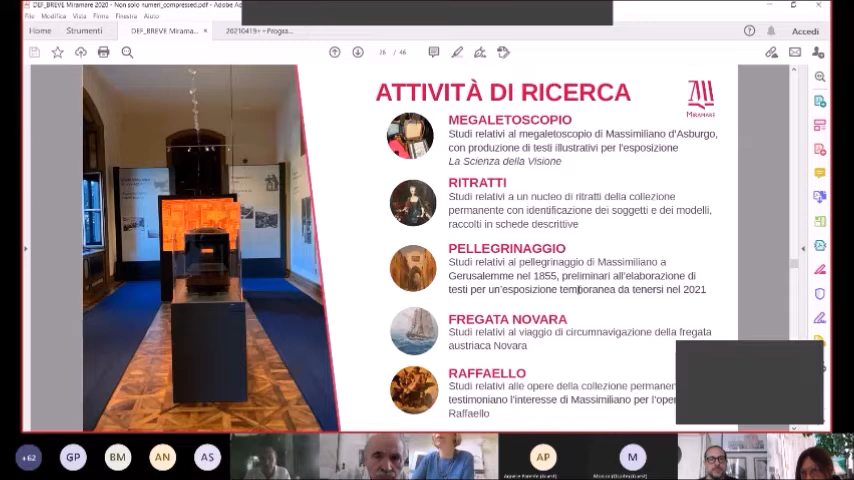 DEF_BREVE Miramare 2020 - Non solo numeri_compressed.pdf - Adobe A
File Modifica Vista Firma Finestra Aiuto
Home Strumenti DEF_BREVE Mirama... × 20210419
Accedi
26 / 46
ATTIVITÀ DI RICERCA
MIRAMARE
MEGALETOSCOPIO
Studi relativi al megaletoscopio di Massimiliano d'Asburgo,
con produzione di testi illustrativi per l'esposizione
La Scienza della Visione
RITRATTI
Studi relativi a un nucleo di ritratti della collezione
permanente con identificazione dei soggetti e dei modelli,
raccolti in schede descrittive
PELLEGRINAGGIO
Studi relativi al pellegrinaggio di Massimiliano a
Gerusalemme nel 1855, preliminari all'elaborazione di
testi per un'esposizione temporanea da tenersi nel 2021
FREGATA NOVARA
Studi relativi al viaggio di circumnavigazione della fregata
austriaca Novara
RAFFAELLO
Studi relativi alle opere della collezione permanen
testimoniano l'interesse di Massimiliano per l'oper
Raffaello
+62 GP BM AN AS AP M